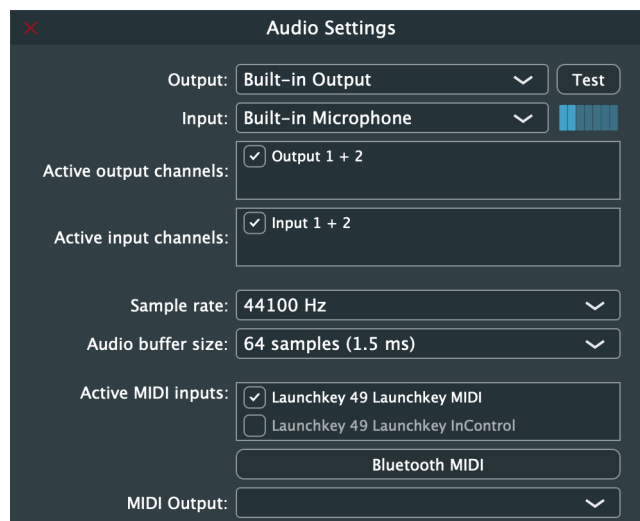 Audio Settings
Output: Built-in Output Test
Input: Built-in Microphone
Active output channels: Output 1 + 2
Active input channels: Input 1 + 2
Sample rate: 44100 Hz
Audio buffer size: 64 samples (1.5 ms)
Active MIDI inputs: Launchkey 49 Launchkey MIDI
Launchkey 49 Launchkey InControl
Bluetooth MIDI
MIDI Output: